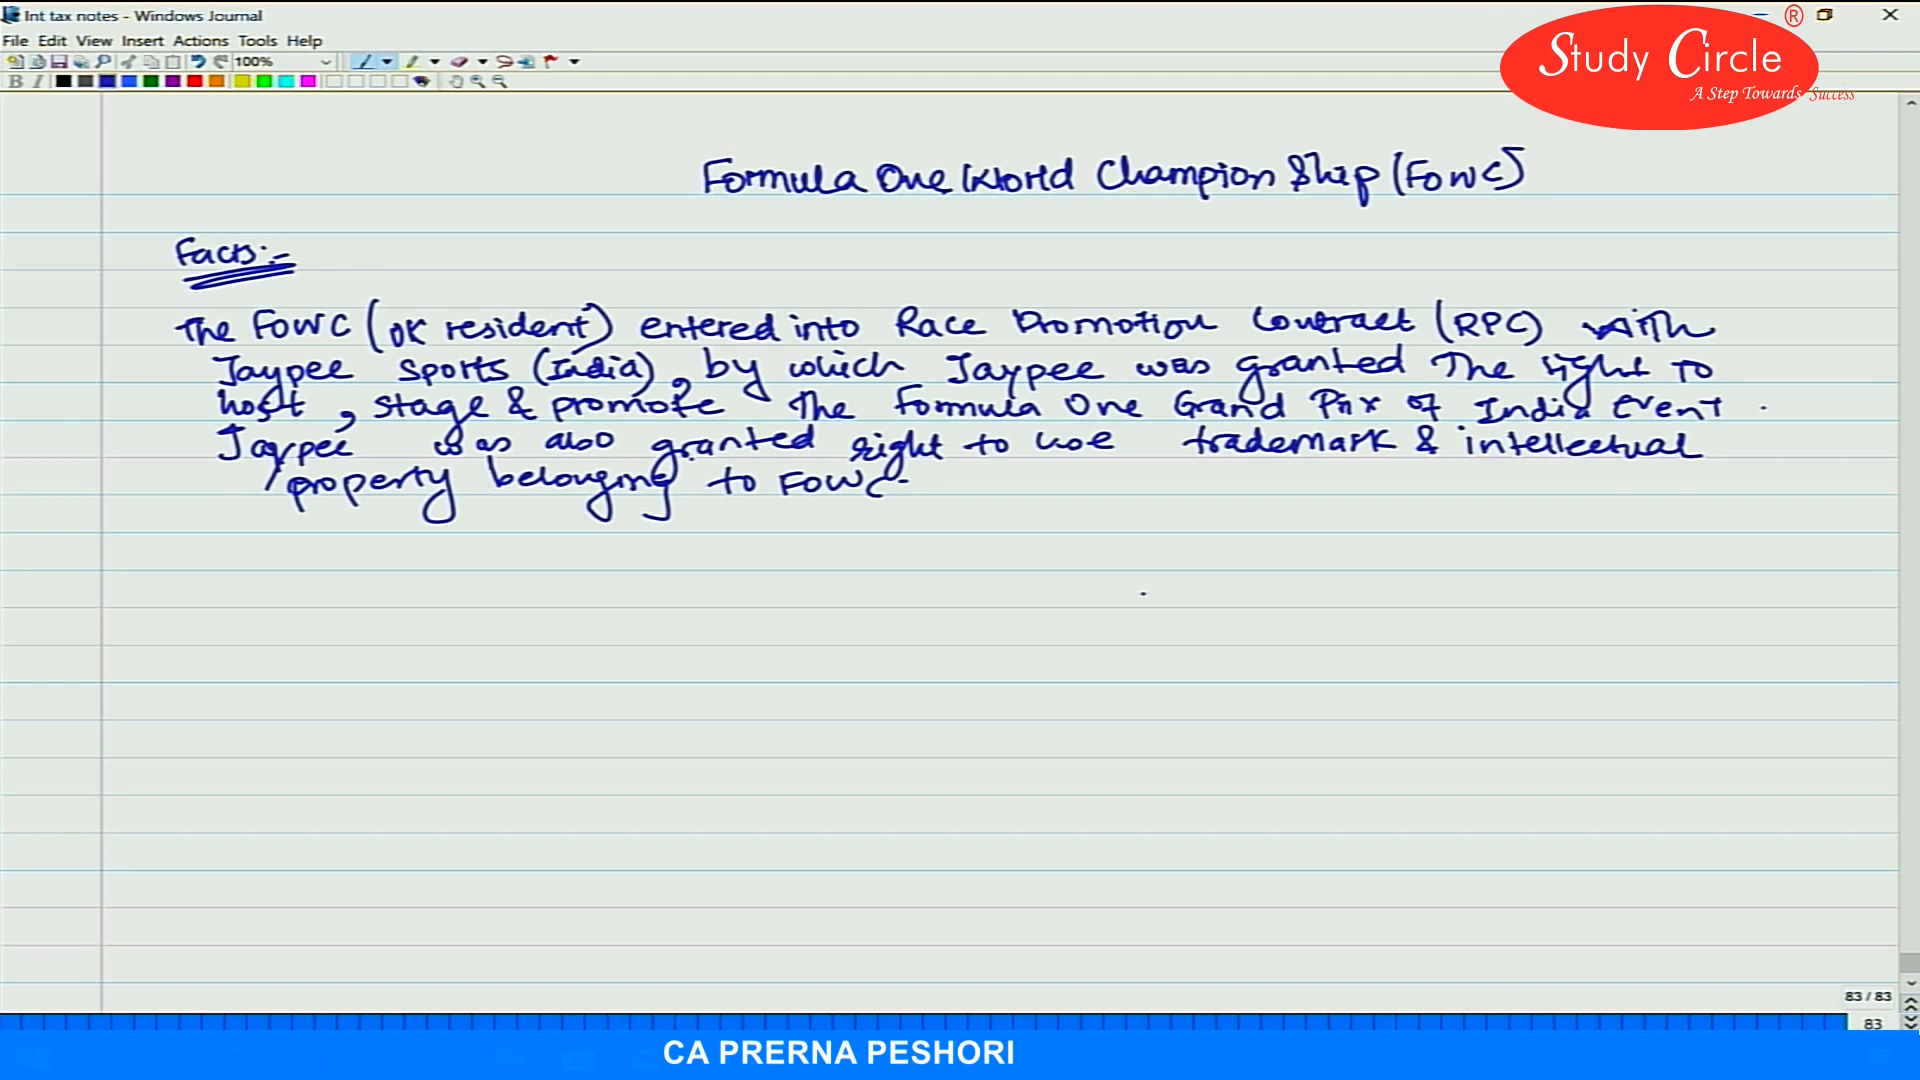 Int tax notes - Windows Journal
File Edit View Insert Actions Tools Help
100%
B I
®
Study Circle
A Step Towards Success
Formula One World Championship (FOWC)
Facts:-
The FOWC (UK resident) entered into Race Promotion Contract (RPC) with
Jaypee Sports (India), by which Jaypee was granted the right to
host, stage & promote the Formula One Grand Prix of India Event.
Jaypee was also granted right to use trademark & intellectual
property belonging to FOWC.
83 / 83
83
CA PRERNA PESHORI